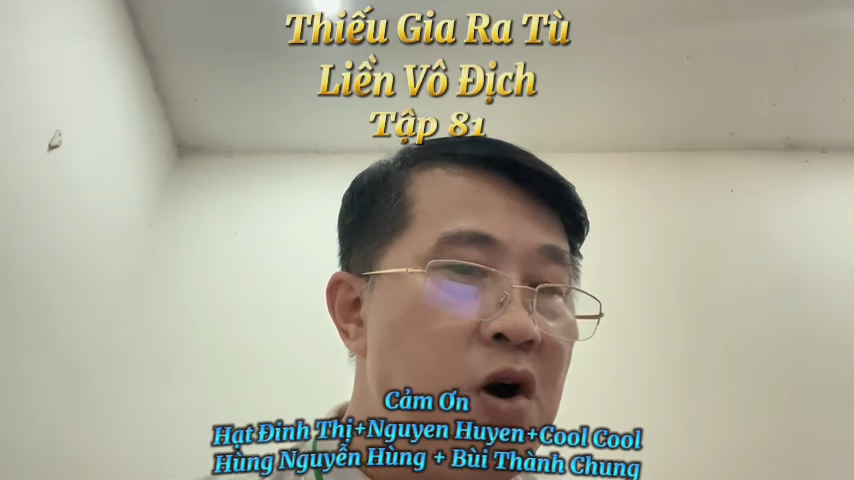 Thiếu Gia Ra Tù
Liền Vô Địch
Tập 81
Cảm Ơn
Hạt Đinh Thị+Nguyen Huyen+Cool Cool
Hùng Nguyễn Hùng + Bùi Thành Chung